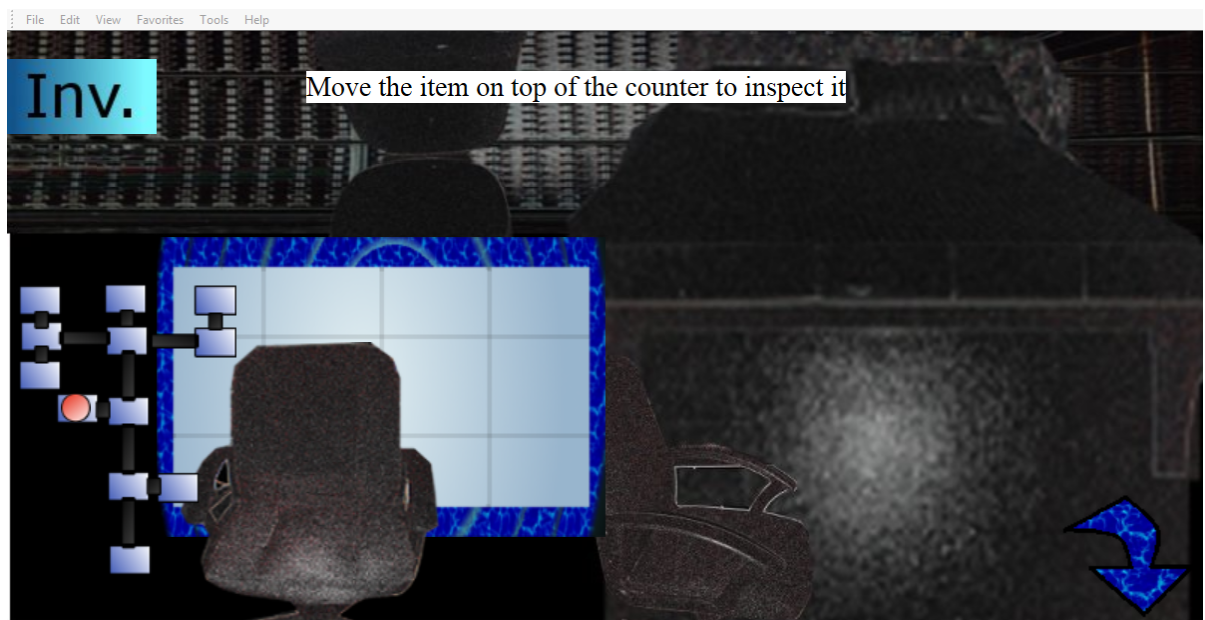 File Edit View Favorites Tools Help
Inv.
Move the item on top of the counter to inspect it